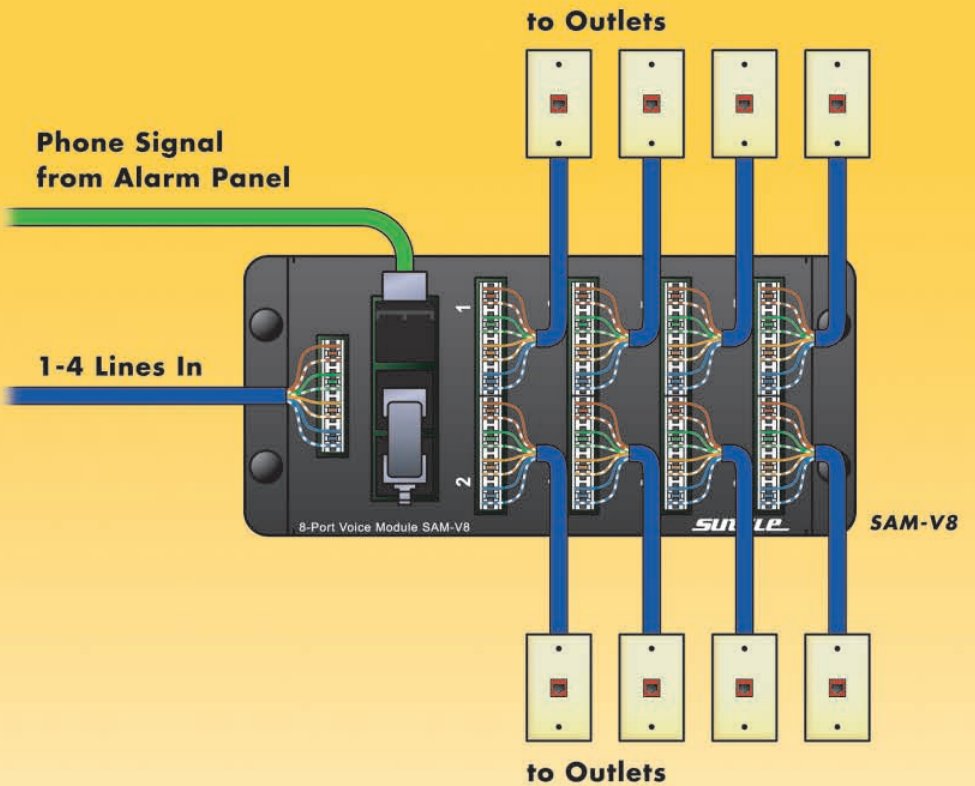 to Outlets
Phone Signal
from Alarm Panel
1-4 Lines In
1
2
8-Port Voice Module SAM-V8
SAM-V8
to Outlets